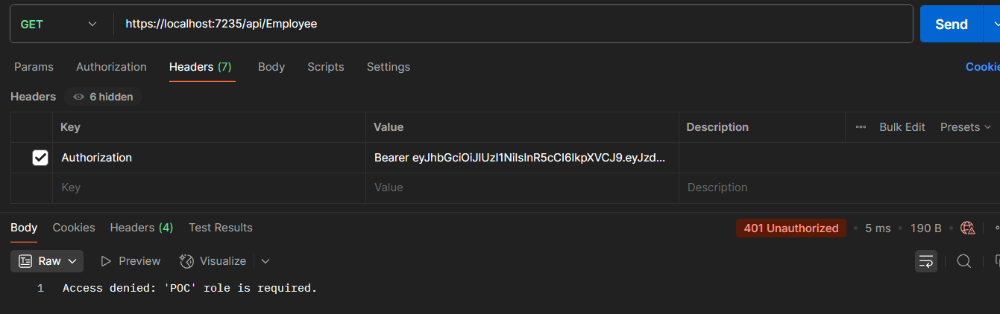 GET https://localhost:7235/api/Employee Send
Params Authorization Headers (7) Body Scripts Settings Cookie
Headers 6 hidden
Key Value Description Bulk Edit Presets
Authorization Bearer eyJhbGciOiJIUzI1NiIsInR5cCI6IkpXVCJ9.eyJzd...
Key Value Description
Body Cookies Headers (4) Test Results 401 Unauthorized • 5 ms • 190 B •
Raw Preview Visualize
1 Access denied: 'POC' role is required.